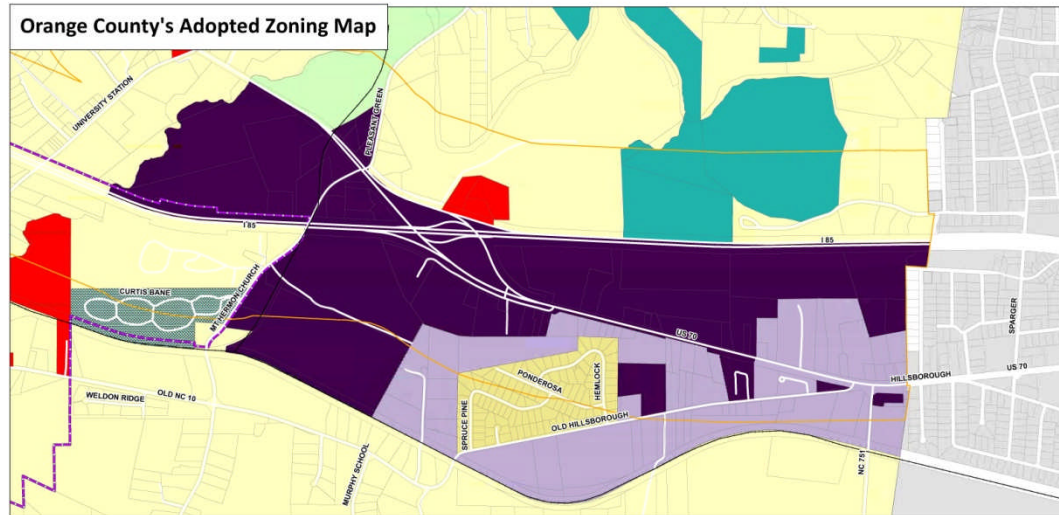 Orange County's Adopted Zoning Map
UNIVERSITY STATION
PLEASANT GREEN
I 85
I 85
CURTIS BANE
MT HERMON CHURCH
SPARGER
US 70
HILLSBOROUGH
US 70
PONDEROSA
HEMLOCK
WELDON RIDGE
OLD NC 10
SPRUCE PINE
OLD HILLSBOROUGH
MURPHY SCHOOL
NC 751